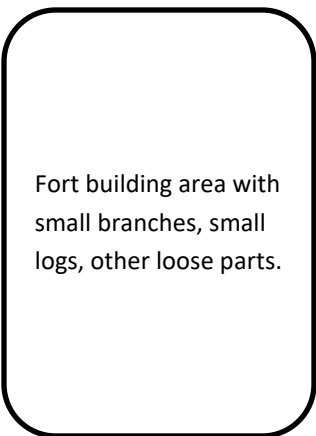 Fort building area with
small branches, small
logs, other loose parts.